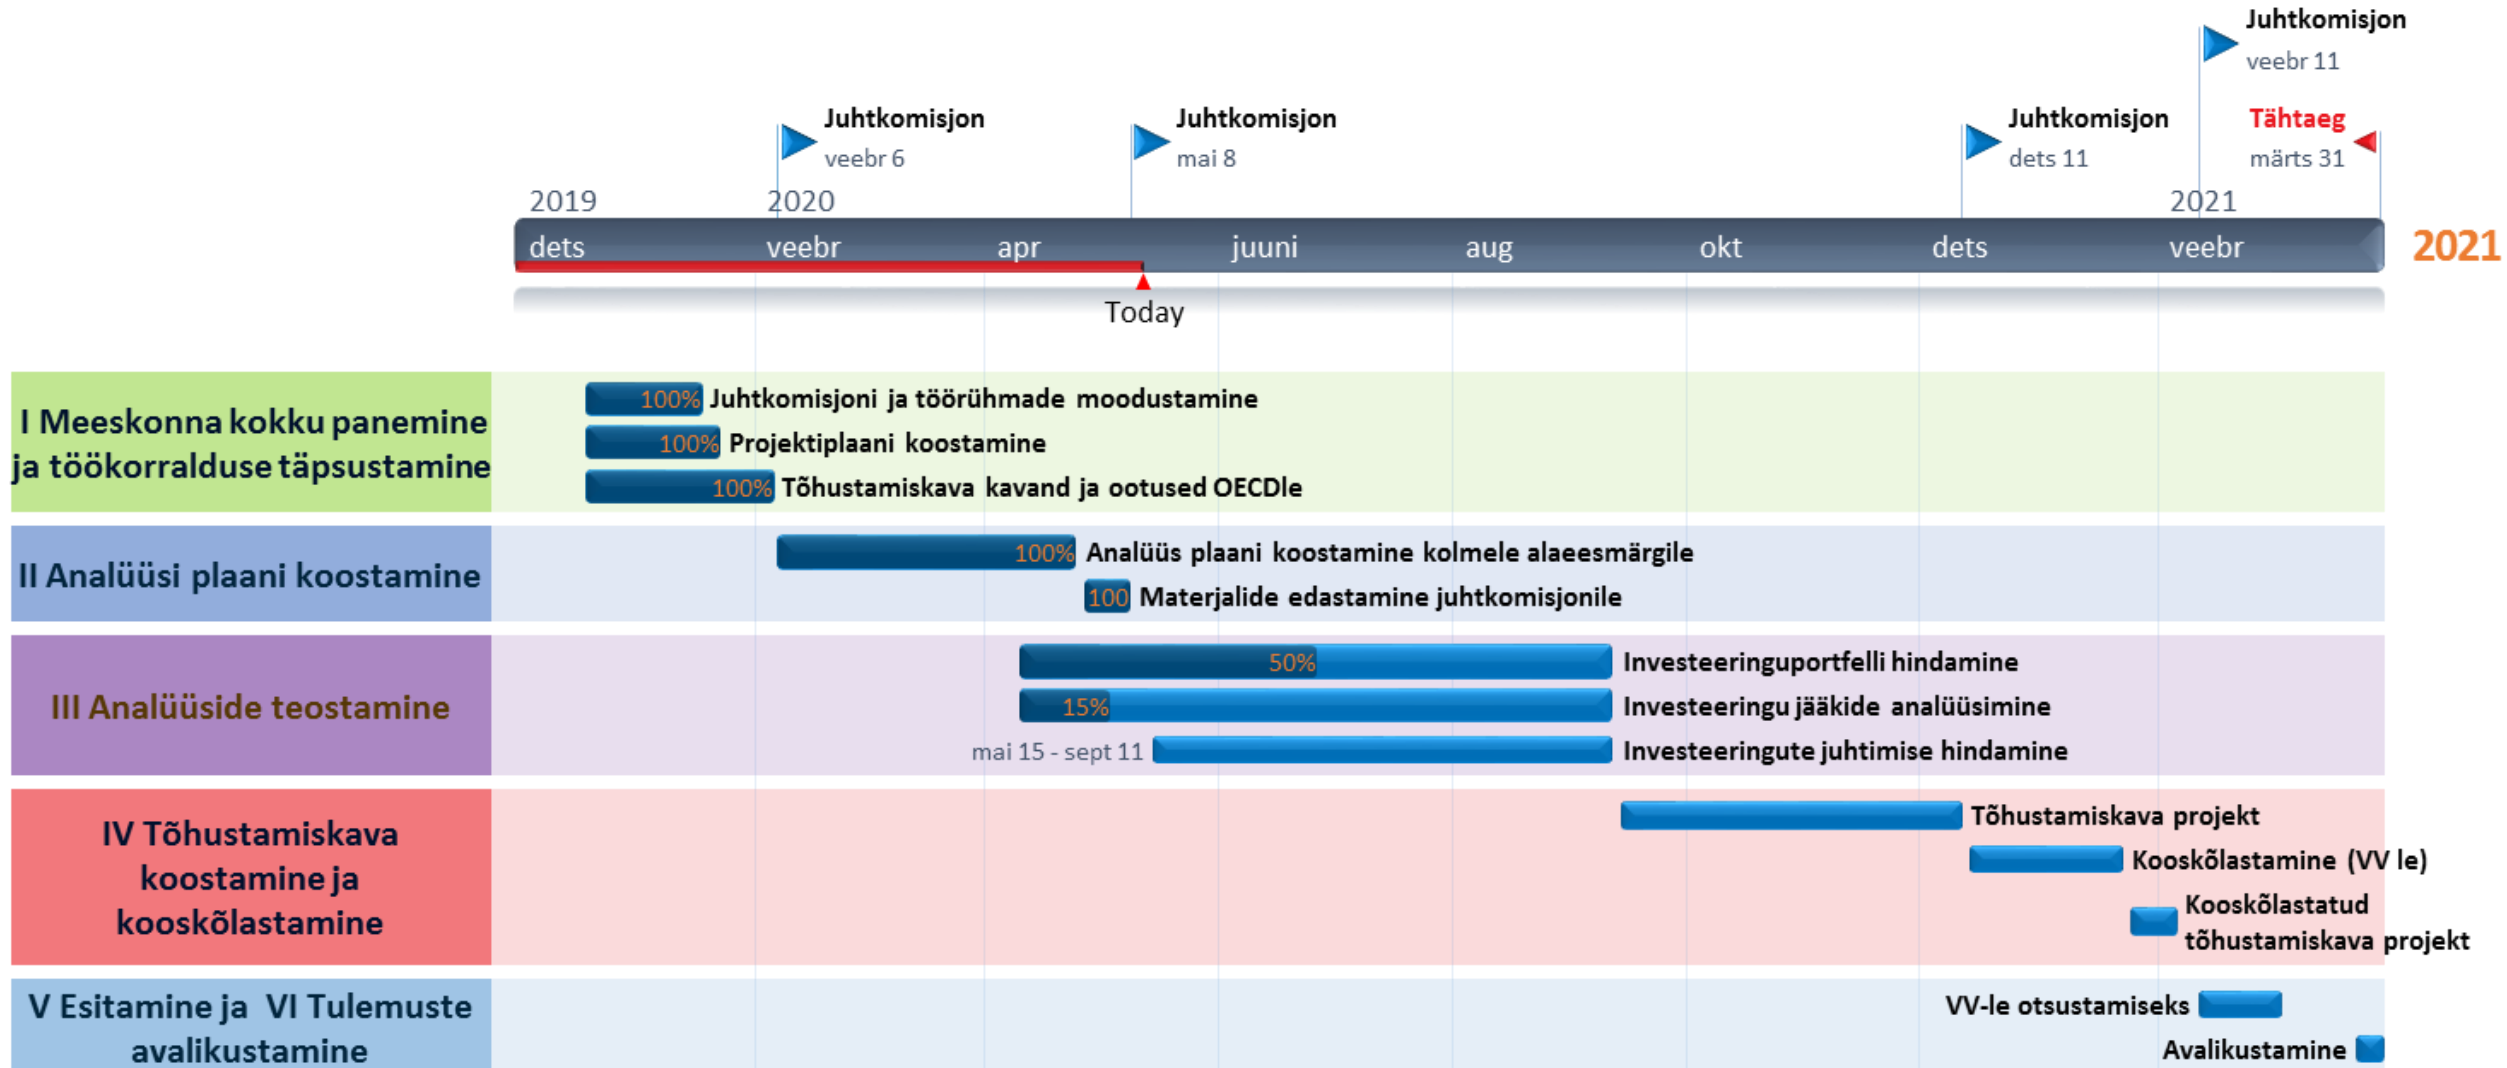 Juhtkomisjon
veebr 11
Juhtkomisjon
veebr 6
Juhtkomisjon
mai 8
Juhtkomisjon
dets 11
Tähtaeg
märts 31
2019 2020 2021
dets veebr apr juuni aug okt dets veebr 2021
Today
I Meeskonna kokku panemine
ja töökorralduse täpsustamine
100% Juhtkomisjoni ja töörühmade moodustamine
100% Projektiplaani koostamine
100% Tõhustamiskava kavand ja ootused OECDle
II Analüüsi plaani koostamine
100% Analüüs plaani koostamine kolmele alaeesmärgile
100 Materjalide edastamine juhtkomisjonile
III Analüüside teostamine
50% Investeeringuportfelli hindamine
15% Investeeringu jääkide analüüsimine
mai 15 - sept 11 Investeeringute juhtimise hindamine
IV Tõhustamiskava
koostamine ja
kooskõlastamine
Tõhustamiskava projekt
Kooskõlastamine (VV le)
Kooskõlastatud
tõhustamiskava projekt
V Esitamine ja VI Tulemuste
avalikustamine
VV-le otsustamiseks
Avalikustamine